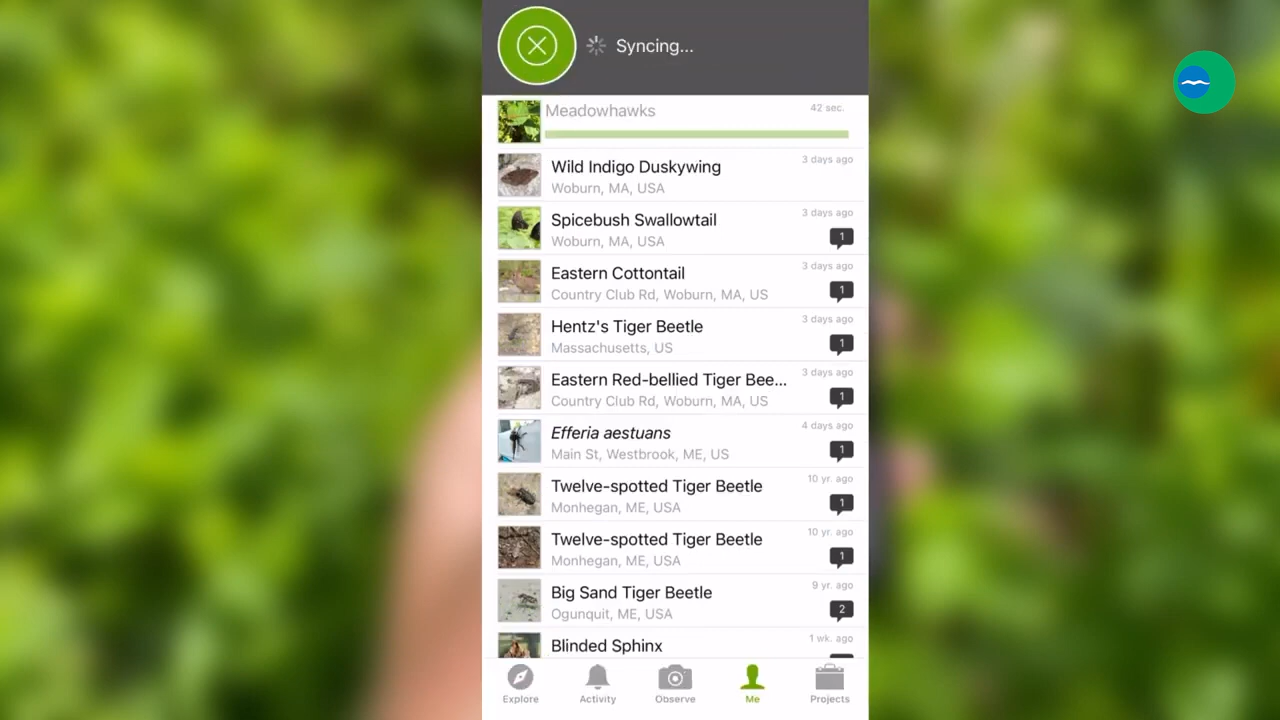 Syncing...
Meadowhawks
42 sec.
Wild Indigo Duskywing
3 days ago
Woburn, MA, USA
Spicebush Swallowtail
3 days ago
Woburn, MA, USA
1
Eastern Cottontail
3 days ago
Country Club Rd, Woburn, MA, US
1
Hentz's Tiger Beetle
3 days ago
Massachusetts, US
1
Eastern Red-bellied Tiger Bee...
3 days ago
Country Club Rd, Woburn, MA, US
1
Efferia aestuans
4 days ago
Main St, Westbrook, ME, US
1
Twelve-spotted Tiger Beetle
10 yr. ago
Monhegan, ME, USA
1
Twelve-spotted Tiger Beetle
10 yr. ago
Monhegan, ME, USA
1
Big Sand Tiger Beetle
9 yr. ago
Ogunquit, ME, USA
2
Blinded Sphinx
1 wk. ago
Explore
Activity
Observe
Me
Projects